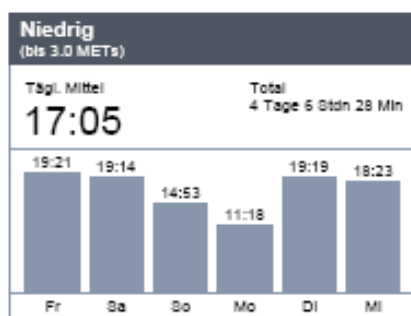 Niedrig
(bis 3.0 METs)
Tägl. Mittel
Total
17:05
4 Tage 6 Stdn 28 Min
19:21
19:14
14:53
11:18
19:19
18:23
Fr
Sa
So
Mo
Di
Mi